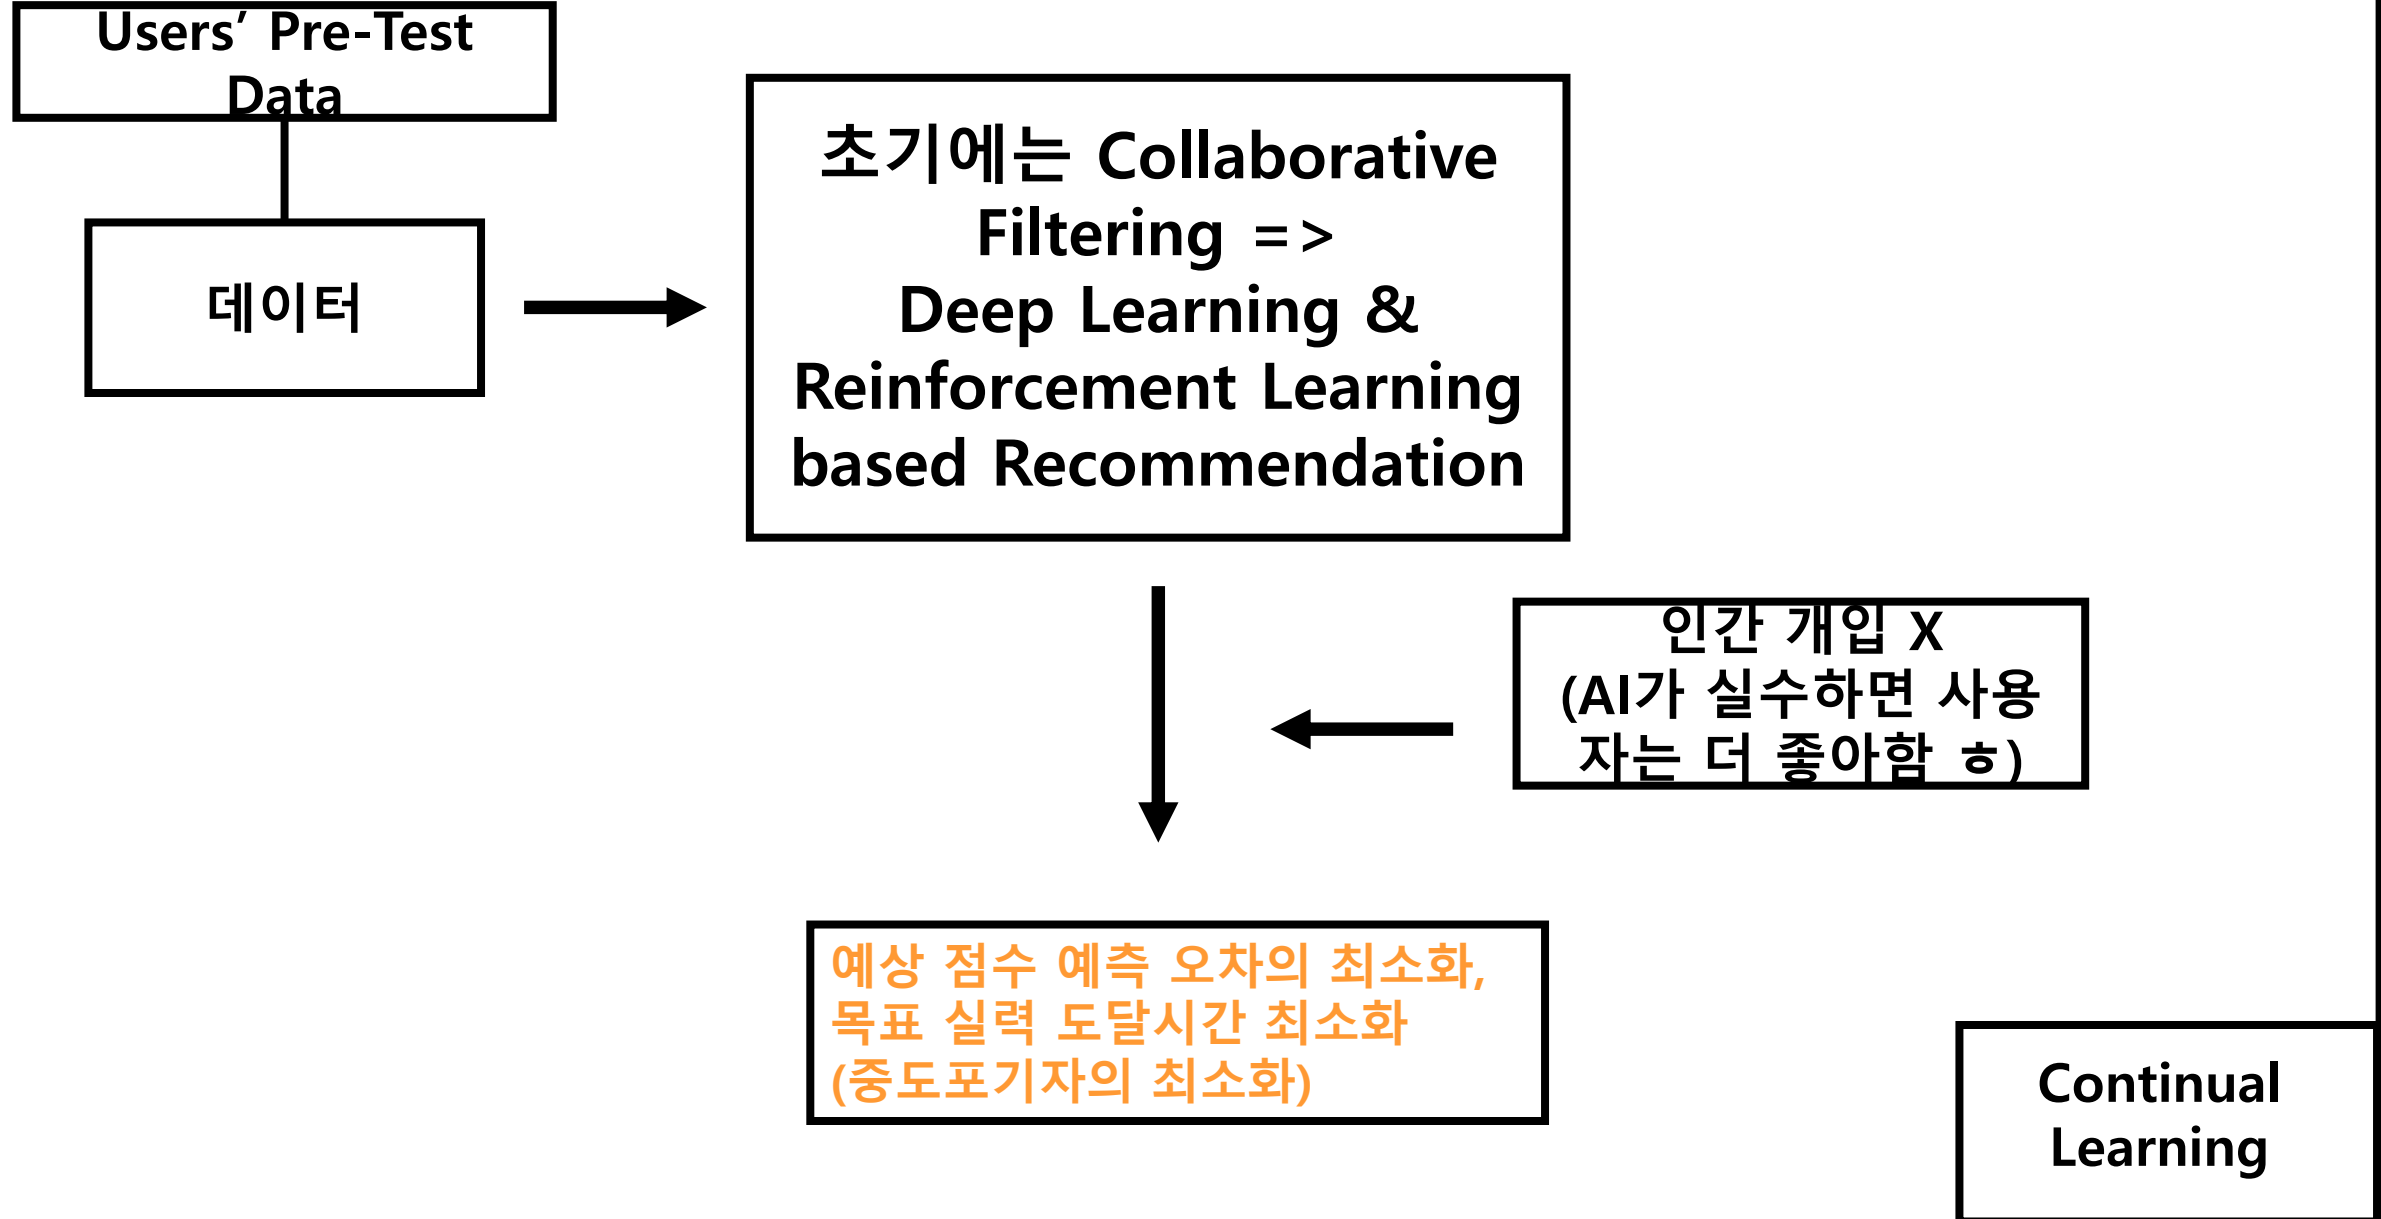 Users’ Pre-Test
Data
데이터
초기에는 Collaborative
Filtering =>
Deep Learning &
Reinforcement Learning
based Recommendation
인간 개입 X
(AI가 실수하면 사용
자는 더 좋아함 ㅎ)
예상 점수 예측 오차의 최소화,
목표 실력 도달시간 최소화
(중도포기자의 최소화)
Continual
Learning